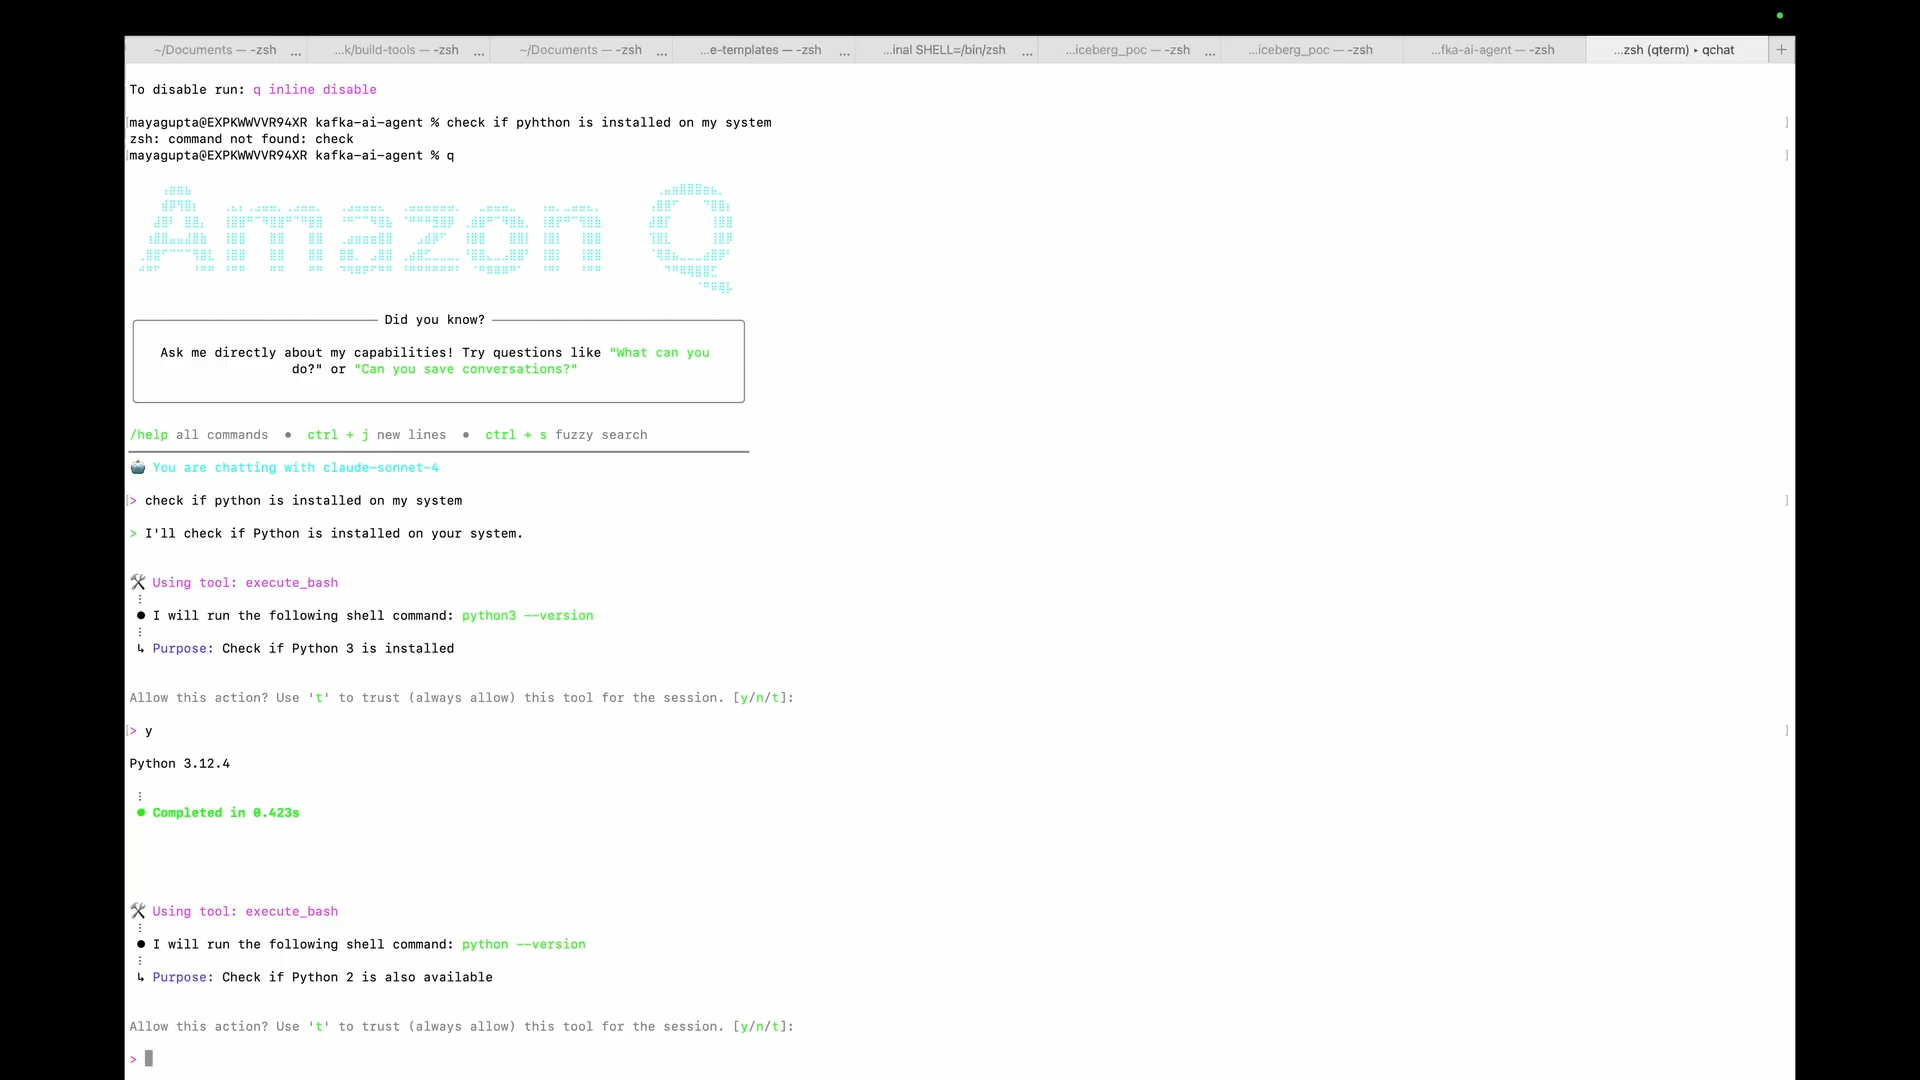 ~/Documents — -zsh ... ...k/build-tools — -zsh ... ~/Documents — -zsh ... ...e-templates — -zsh ... ...inal SHELL=/bin/zsh ... ...iceberg_poc — -zsh ... ...iceberg_poc — -zsh ...fka-ai-agent — -zsh ...zsh (qterm) ▸ qchat +
To disable run: q inline disable
[mayagupta@EXPKWWVVR94XR kafka-ai-agent % check if pyhthon is installed on my system ]
zsh: command not found: check
[mayagupta@EXPKWWVVR94XR kafka-ai-agent % q ]
Amazon Q
Did you know?
Ask me directly about my capabilities! Try questions like "What can you
do?" or "Can you save conversations?"
/help all commands • ctrl + j new lines • ctrl + s fuzzy search
🤖 You are chatting with claude-sonnet-4
[> check if python is installed on my system ]
> I'll check if Python is installed on your system.
🛠️ Using tool: execute_bash
⋮
● I will run the following shell command: python3 --version
⋮
↳ Purpose: Check if Python 3 is installed
Allow this action? Use 't' to trust (always allow) this tool for the session. [y/n/t]:
[> y ]
Python 3.12.4
⋮
● Completed in 0.423s
🛠️ Using tool: execute_bash
⋮
● I will run the following shell command: python --version
⋮
↳ Purpose: Check if Python 2 is also available
Allow this action? Use 't' to trust (always allow) this tool for the session. [y/n/t]:
>